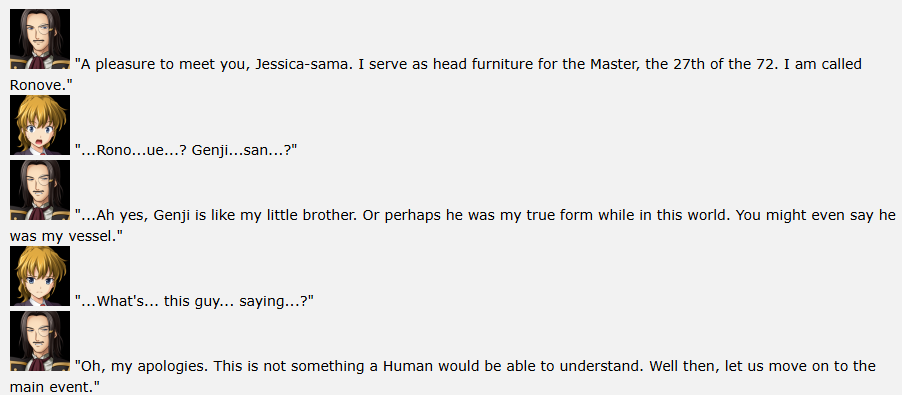 "A pleasure to meet you, Jessica-sama. I serve as head furniture for the Master, the 27th of the 72. I am called
Ronove."
"...Rono...ue...? Genji...san...?"
"...Ah yes, Genji is like my little brother. Or perhaps he was my true form while in this world. You might even say he
was my vessel."
"...What's... this guy... saying...?"
"Oh, my apologies. This is not something a Human would be able to understand. Well then, let us move on to the
main event."